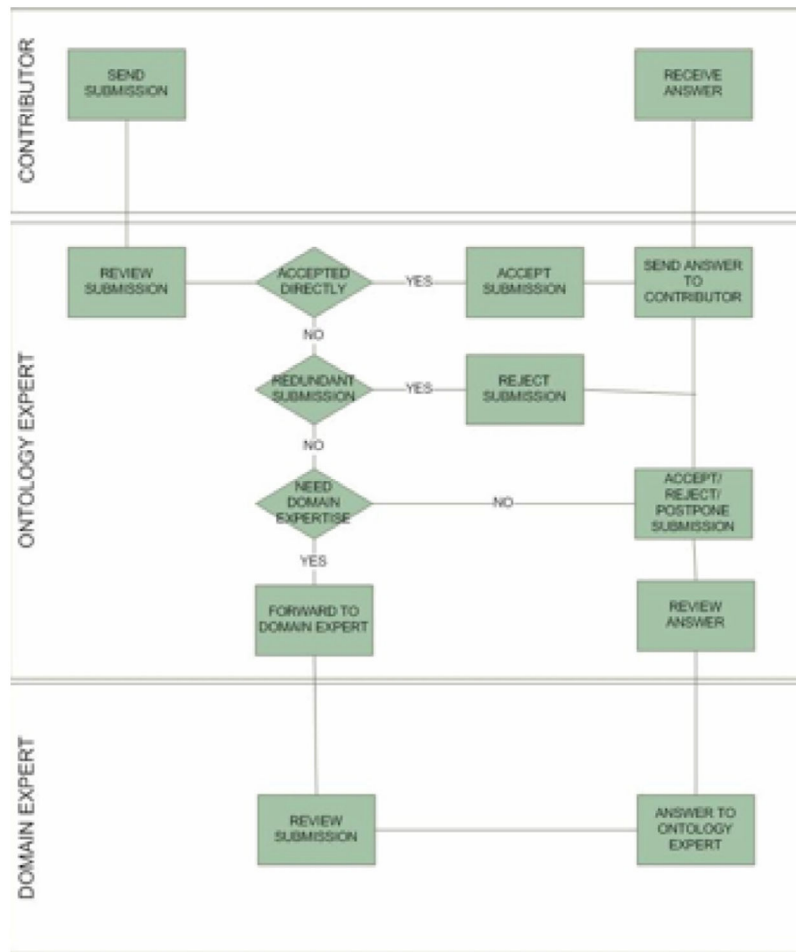 CONTRIBUTOR
SEND
SUBMISSION
RECEIVE
ANSWER
ONTOLOGY EXPERT
REVIEW
SUBMISSION
ACCEPTED
DIRECTLY
YES
ACCEPT
SUBMISSION
SEND ANSWER
TO
CONTRIBUTOR
NO
REDUNDANT
SUBMISSION
YES
REJECT
SUBMISSION
NO
NEED
DOMAIN
EXPERTISE
NO
ACCEPT/
REJECT/
POSTPONE
SUBMISSION
YES
FORWARD TO
DOMAIN EXPERT
REVIEW
ANSWER
DOMAIN EXPERT
REVIEW
SUBMISSION
ANSWER TO
ONTOLOGY
EXPERT